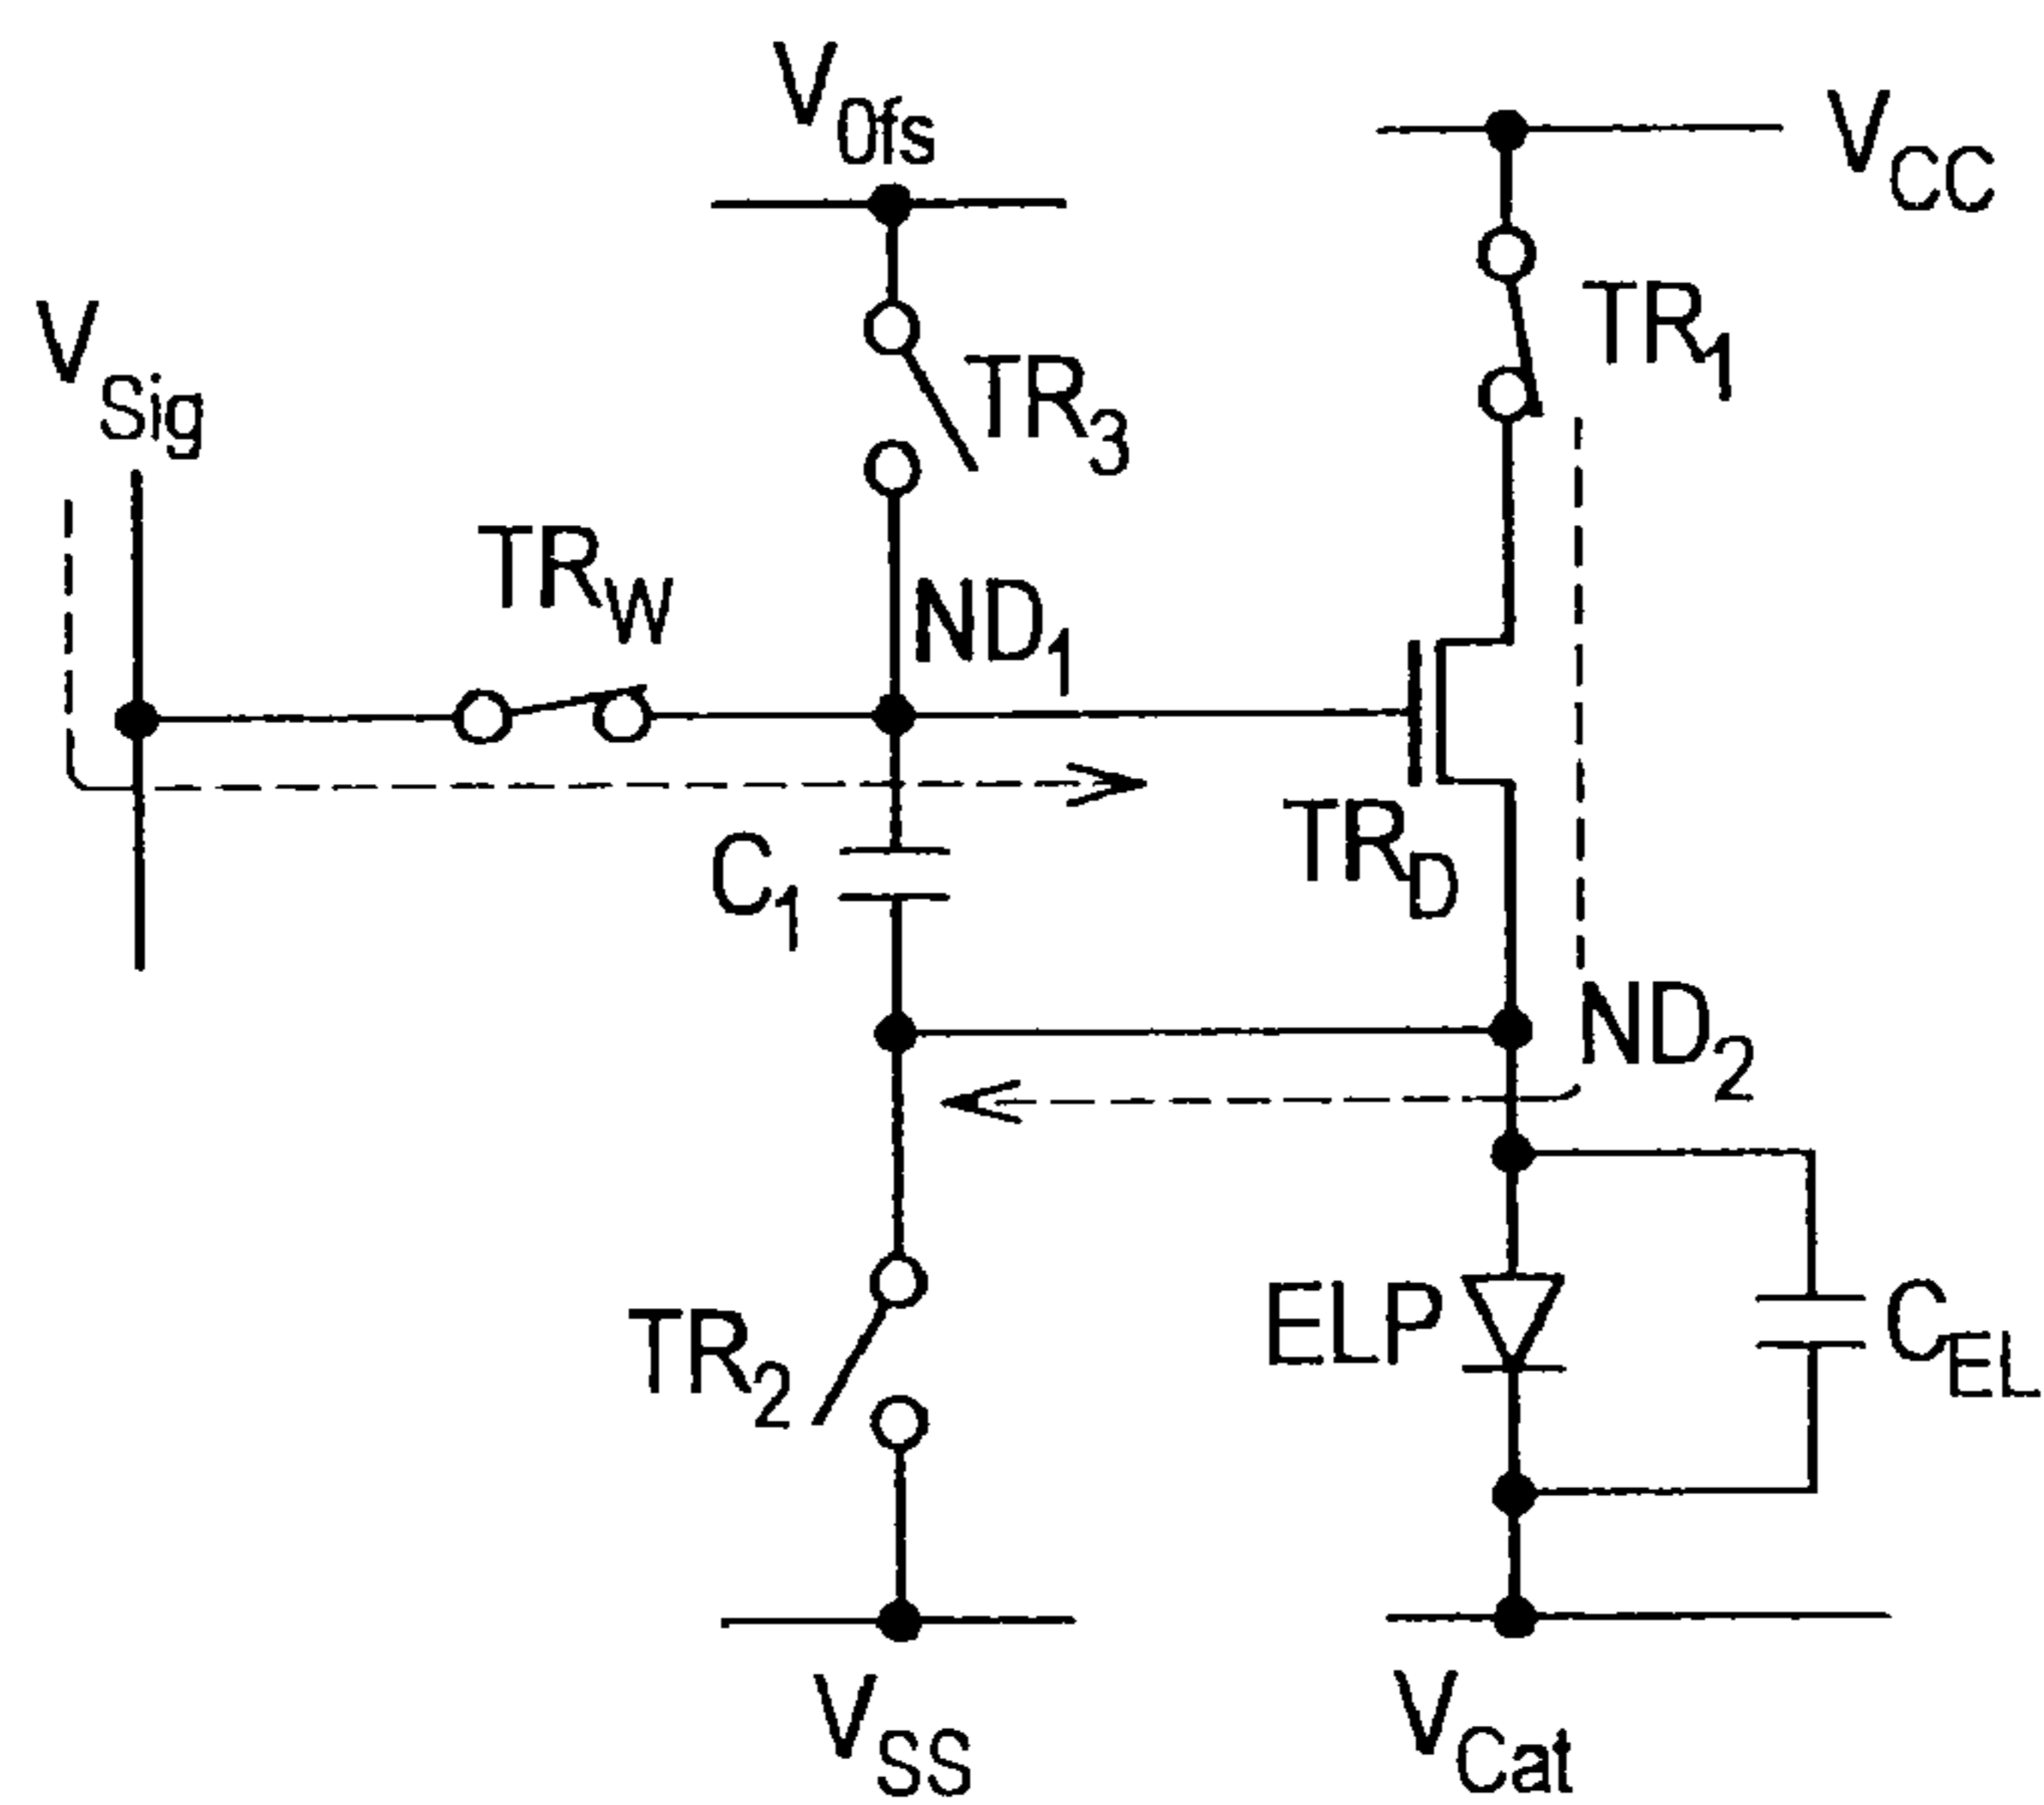 V0fs
VCC
VSig
TR1
TR3
TRW
ND1
TRD
C1
ND2
ELP
CEL
TR2
VSS
VCat